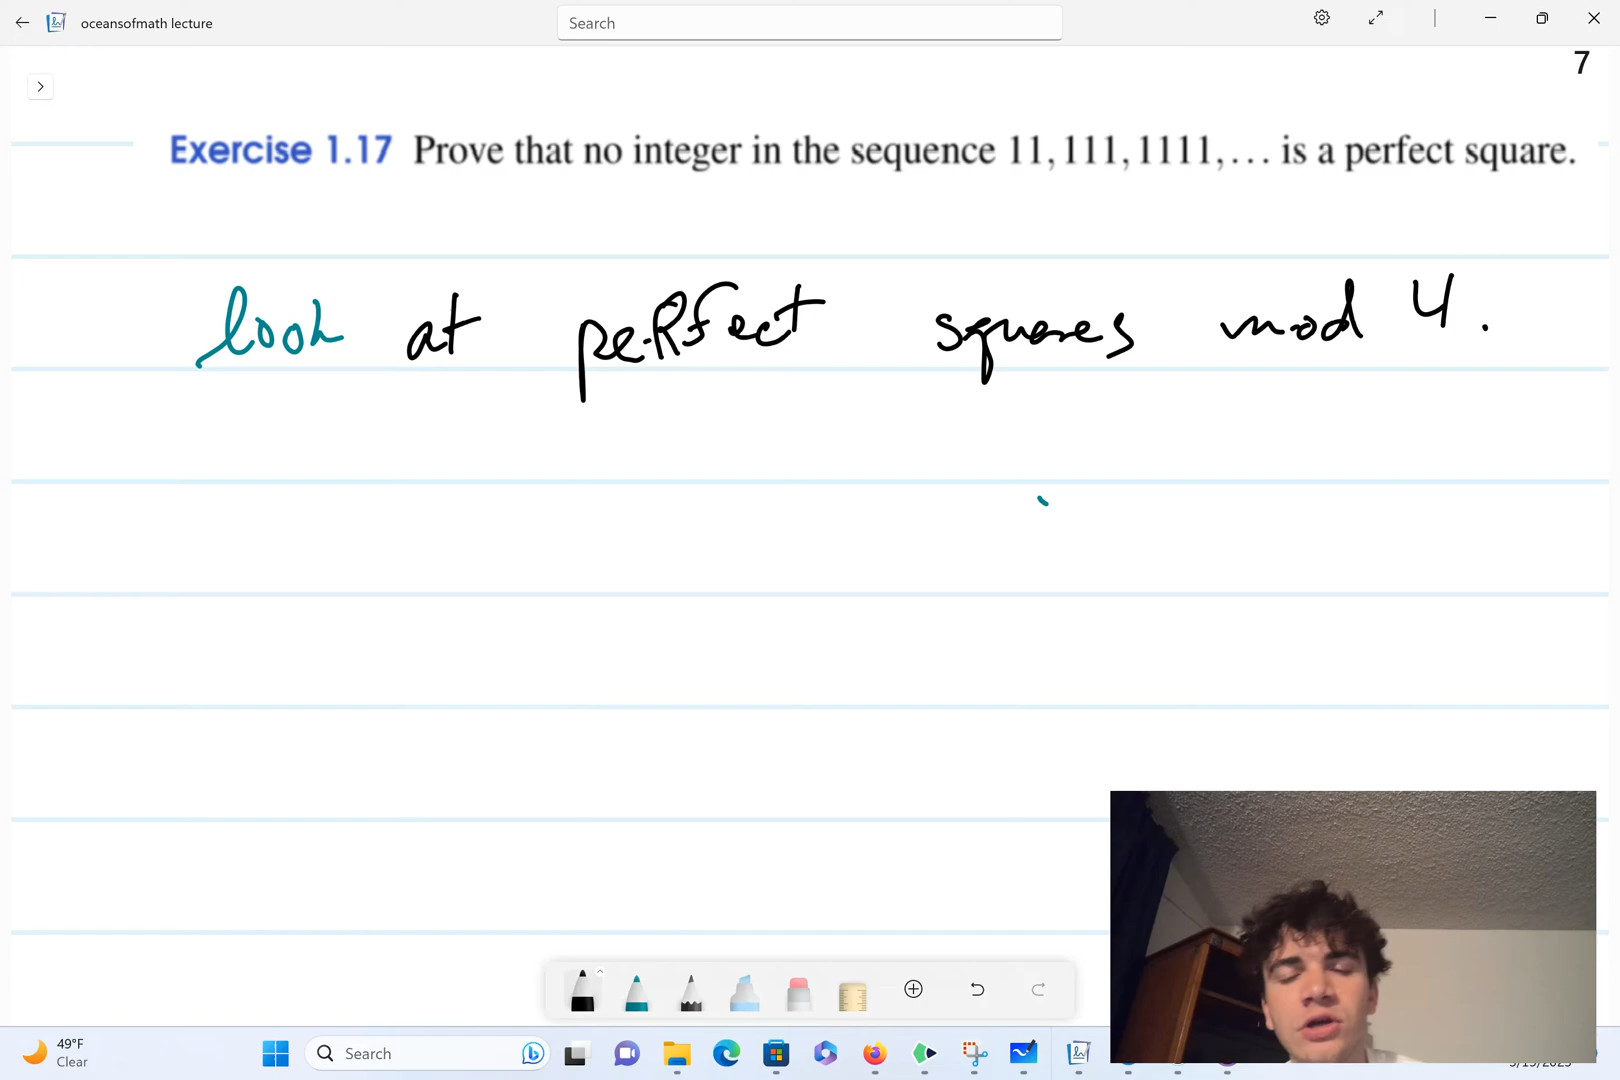 oceansofmath lecture
Search
7
Exercise 1.17 Prove that no integer in the sequence 11, 111, 1111, ... is a perfect square.
look at perfect squares mod 4.
49°F
Clear
Search